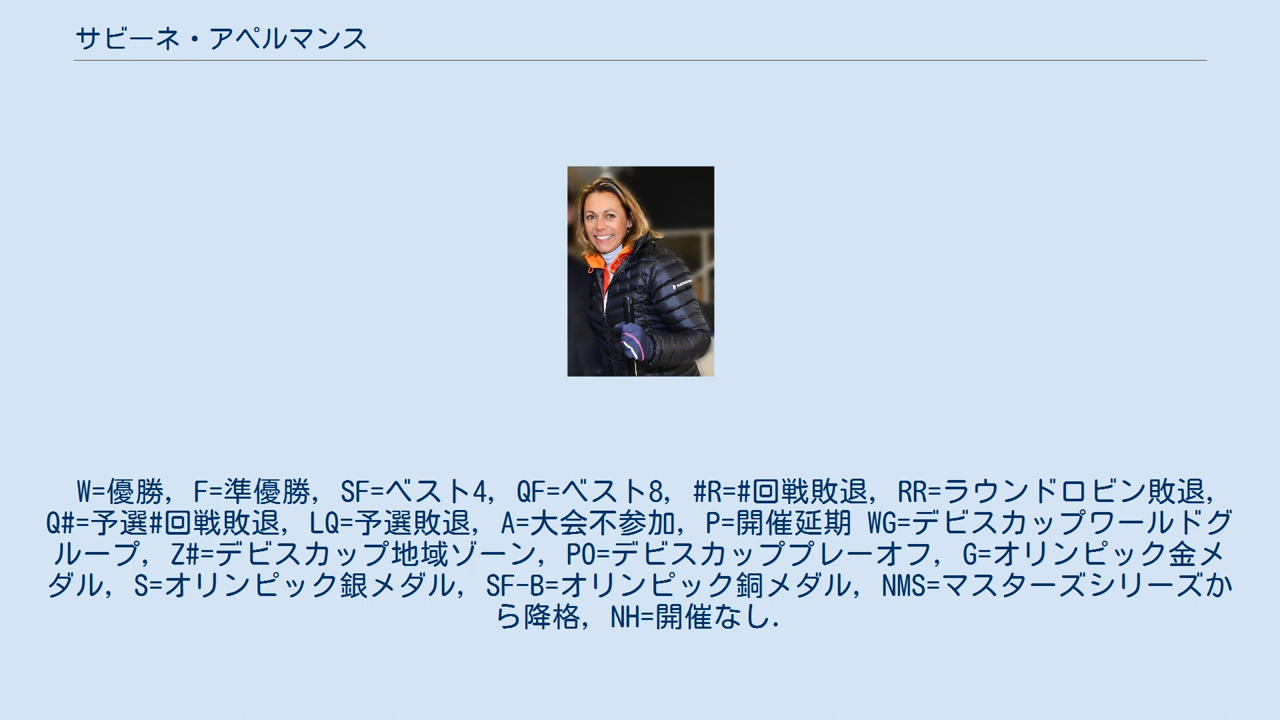 サビーネ・アペルマンス
W=優勝, F=準優勝, SF=ベスト4, QF=ベスト8, #R=#回戦敗退, RR=ラウンドロビン敗退,
Q#=予選#回戦敗退, LQ=予選敗退, A=大会不参加, P=開催延期 WG=デビスカップワールドグ
ループ, Z#=デビスカップ地域ゾーン, PO=デビスカッププレーオフ, G=オリンピック金メ
ダル, S=オリンピック銀メダル, SF-B=オリンピック銅メダル, NMS=マスターズシリーズか
ら降格, NH=開催なし.